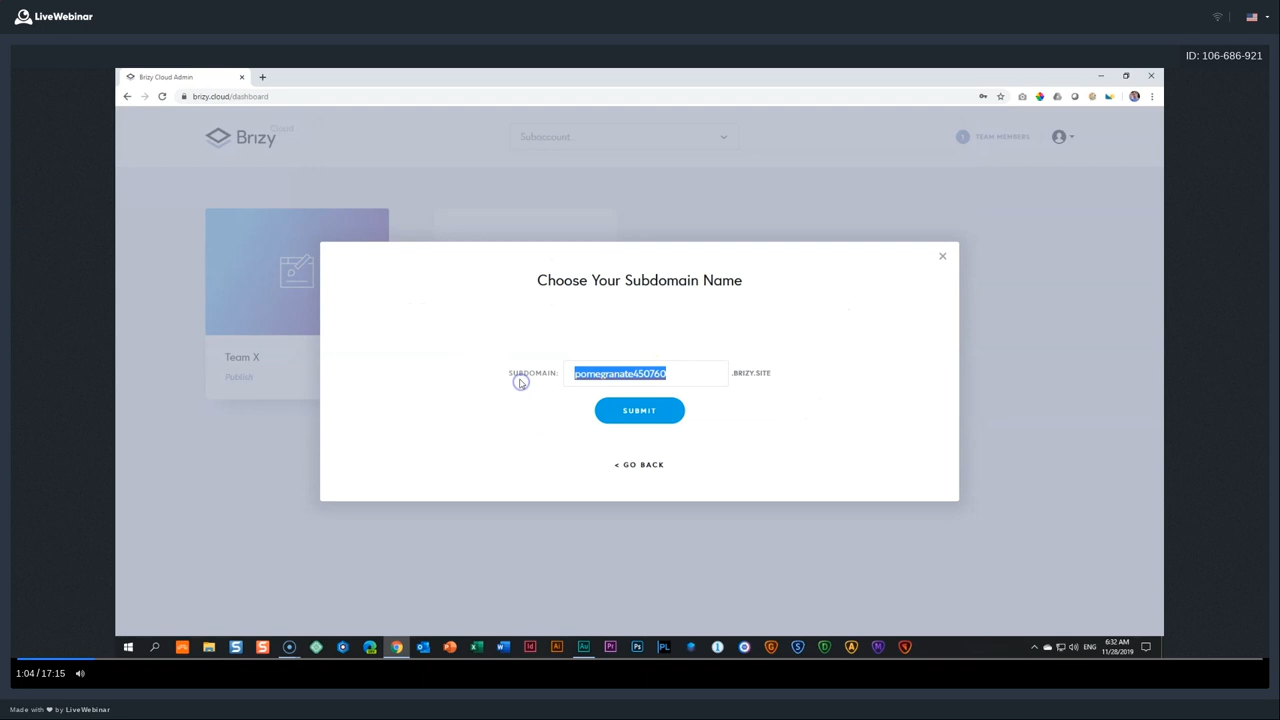 LiveWebinar
ID: 106-686-921
Brizy Cloud Admin
brizy.cloud/dashboard
Brizy Cloud
Subaccount
1 TEAM MEMBERS
Choose Your Subdomain Name
SUBDOMAIN: pomegranate450760 .BRIZY.SITE
SUBMIT
< GO BACK
Team X
Publish
6:32 AM
ENG
11/28/2019
1:04 / 17:15
Made with ♥ by LiveWebinar